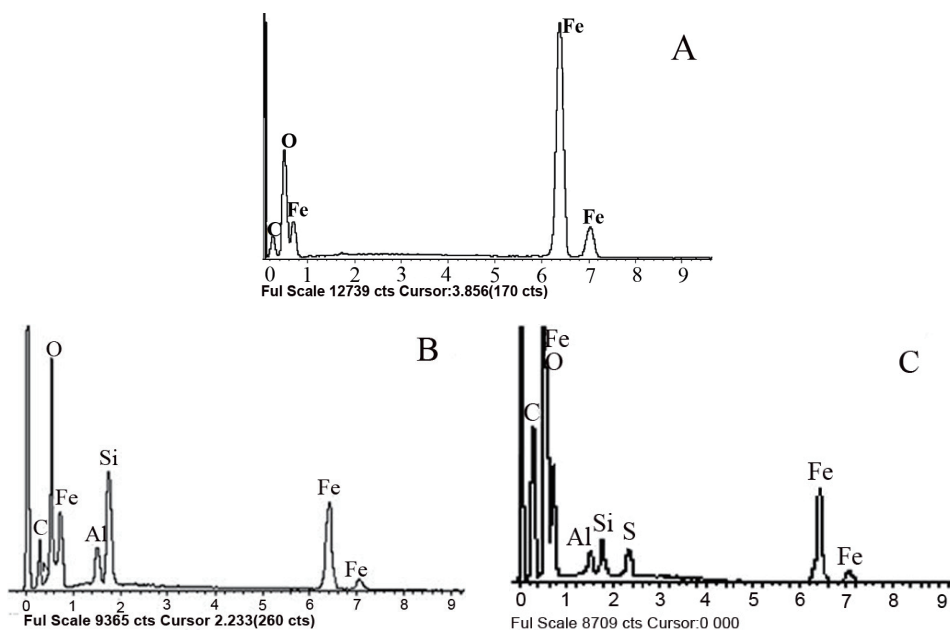 A
Fe
O
Fe
C
Fe
0 1 2 3 4 5 6 7 8 9
Ful Scale 12739 cts Cursor:3.856(170 cts)
B
O
Si
Fe
Fe
C
Al
Fe
0 1 2 3 4 5 6 7 8 9
Ful Scale 9365 cts Cursor 2.233(260 cts)
Fe
O
C
C
Fe
Al
Si
S
Fe
0 1 2 3 4 5 6 7 8 9
Ful Scale 8709 cts Cursor:0 000